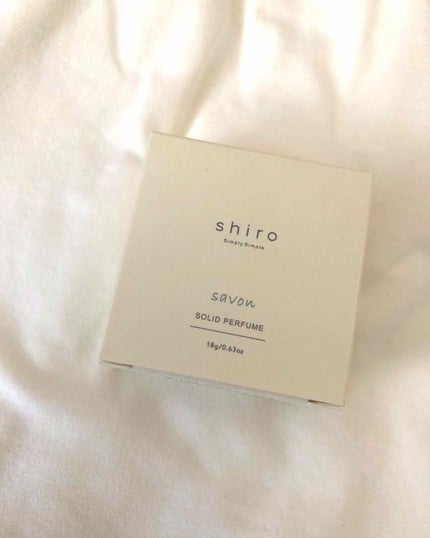 shiro
Simply Simple
savon
SOLID PERFUME
18g/0.63oz